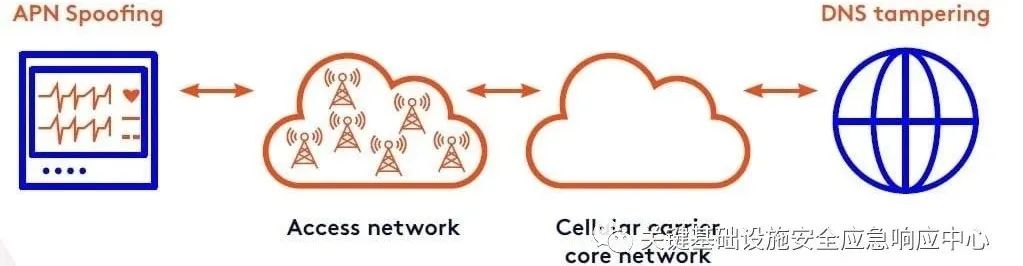 APN Spoofing
DNS tampering
Access network
Cellular carrier
core network
关键基础设施安全应急响应中心